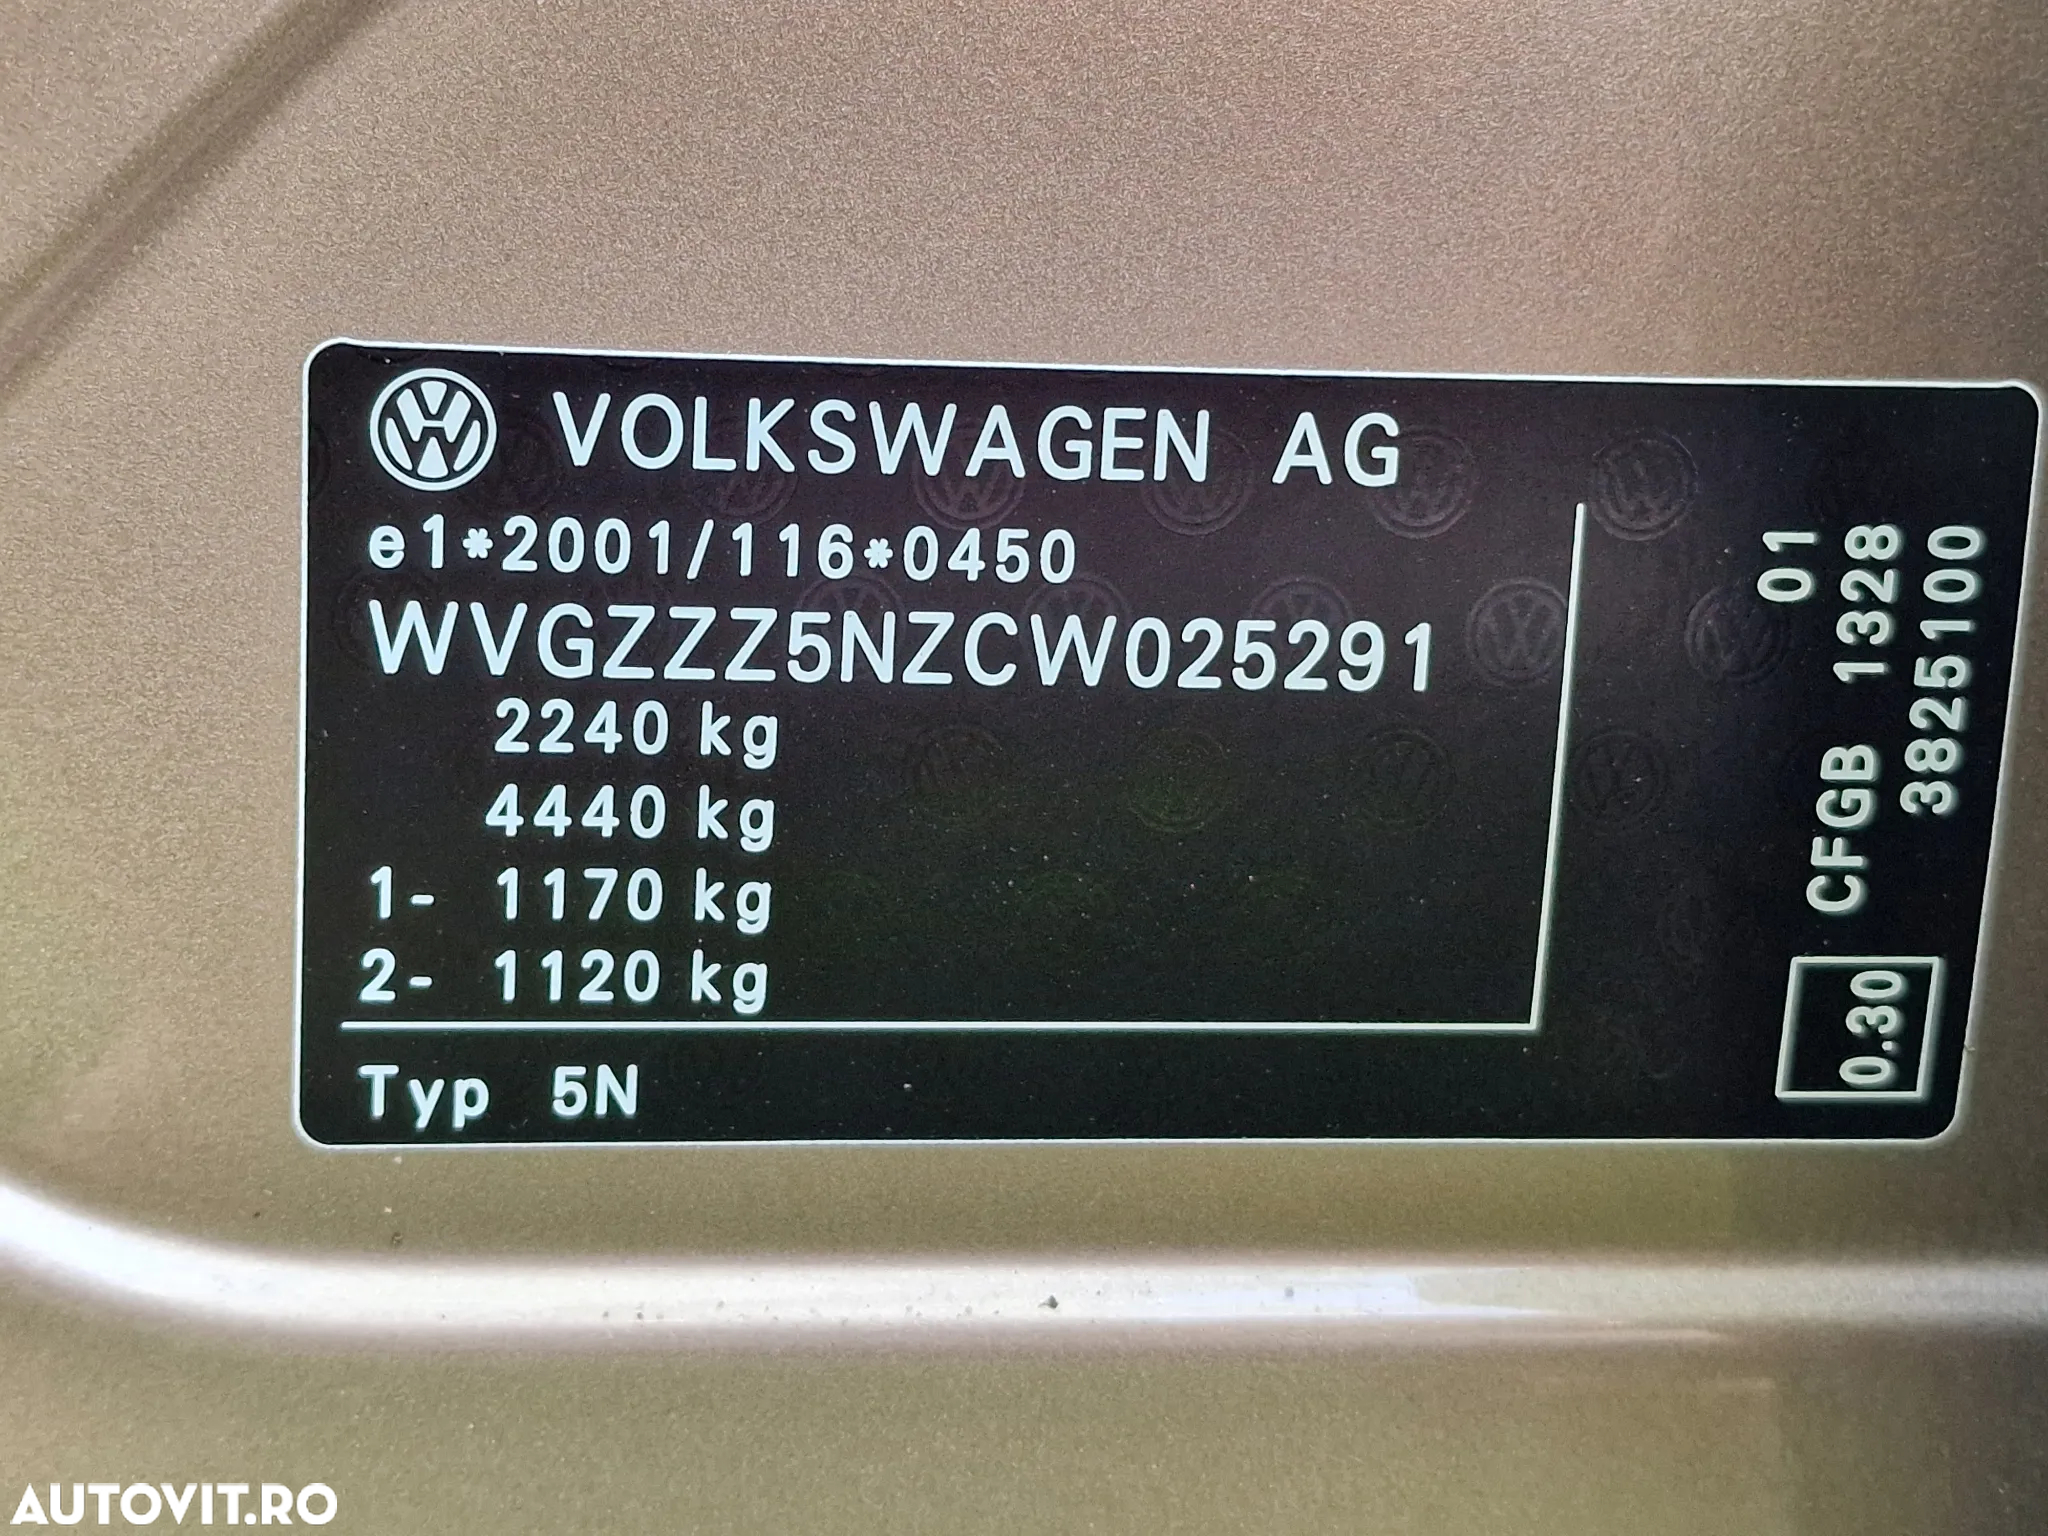 VOLKSWAGEN AG
e1*2001/116*0450
WVGZZZ5NZCW025291
2240 kg
4440 kg
1- 1170 kg
2- 1120 kg
Typ 5N
01
CFGB 1328
3825100
0.30
AUTOVIT.RO